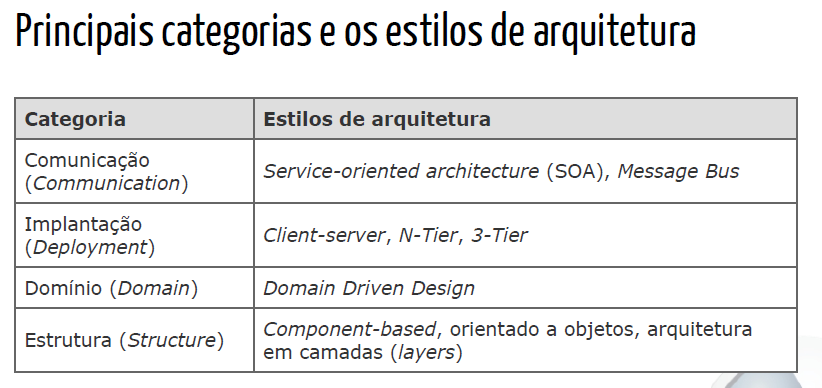 Principais categorias e os estilos de arquitetura
Categoria
Estilos de arquitetura
Comunicação
(Communication)
Service-oriented architecture (SOA), Message Bus
Implantação
(Deployment)
Client-server, N-Tier, 3-Tier
Domínio (Domain)
Domain Driven Design
Estrutura (Structure)
Component-based, orientado a objetos, arquitetura
em camadas (layers)